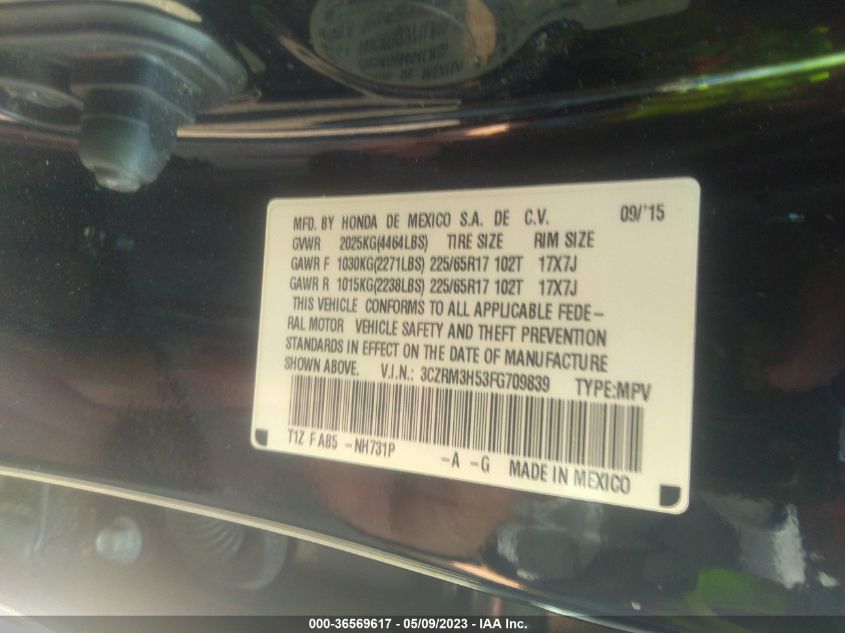 MFD. BY HONDA DE MEXICO S.A. DE C.V. 09/'15
GVWR 2025KG(4464LBS) TIRE SIZE RIM SIZE
GAWR F 1030KG(2271LBS) 225/65R17 102T 17X7J
GAWR R 1015KG(2238LBS) 225/65R17 102T 17X7J
THIS VEHICLE CONFORMS TO ALL APPLICABLE FEDE-
RAL MOTOR VEHICLE SAFETY AND THEFT PREVENTION
STANDARDS IN EFFECT ON THE DATE OF MANUFACTURE
SHOWN ABOVE. V.I.N.: 3CZRM3H53FG709839 TYPE:MPV
T1Z F AB5 -NH731P -A -G MADE IN MEXICO
000-36569617 - 05/09/2023 - IAA Inc.